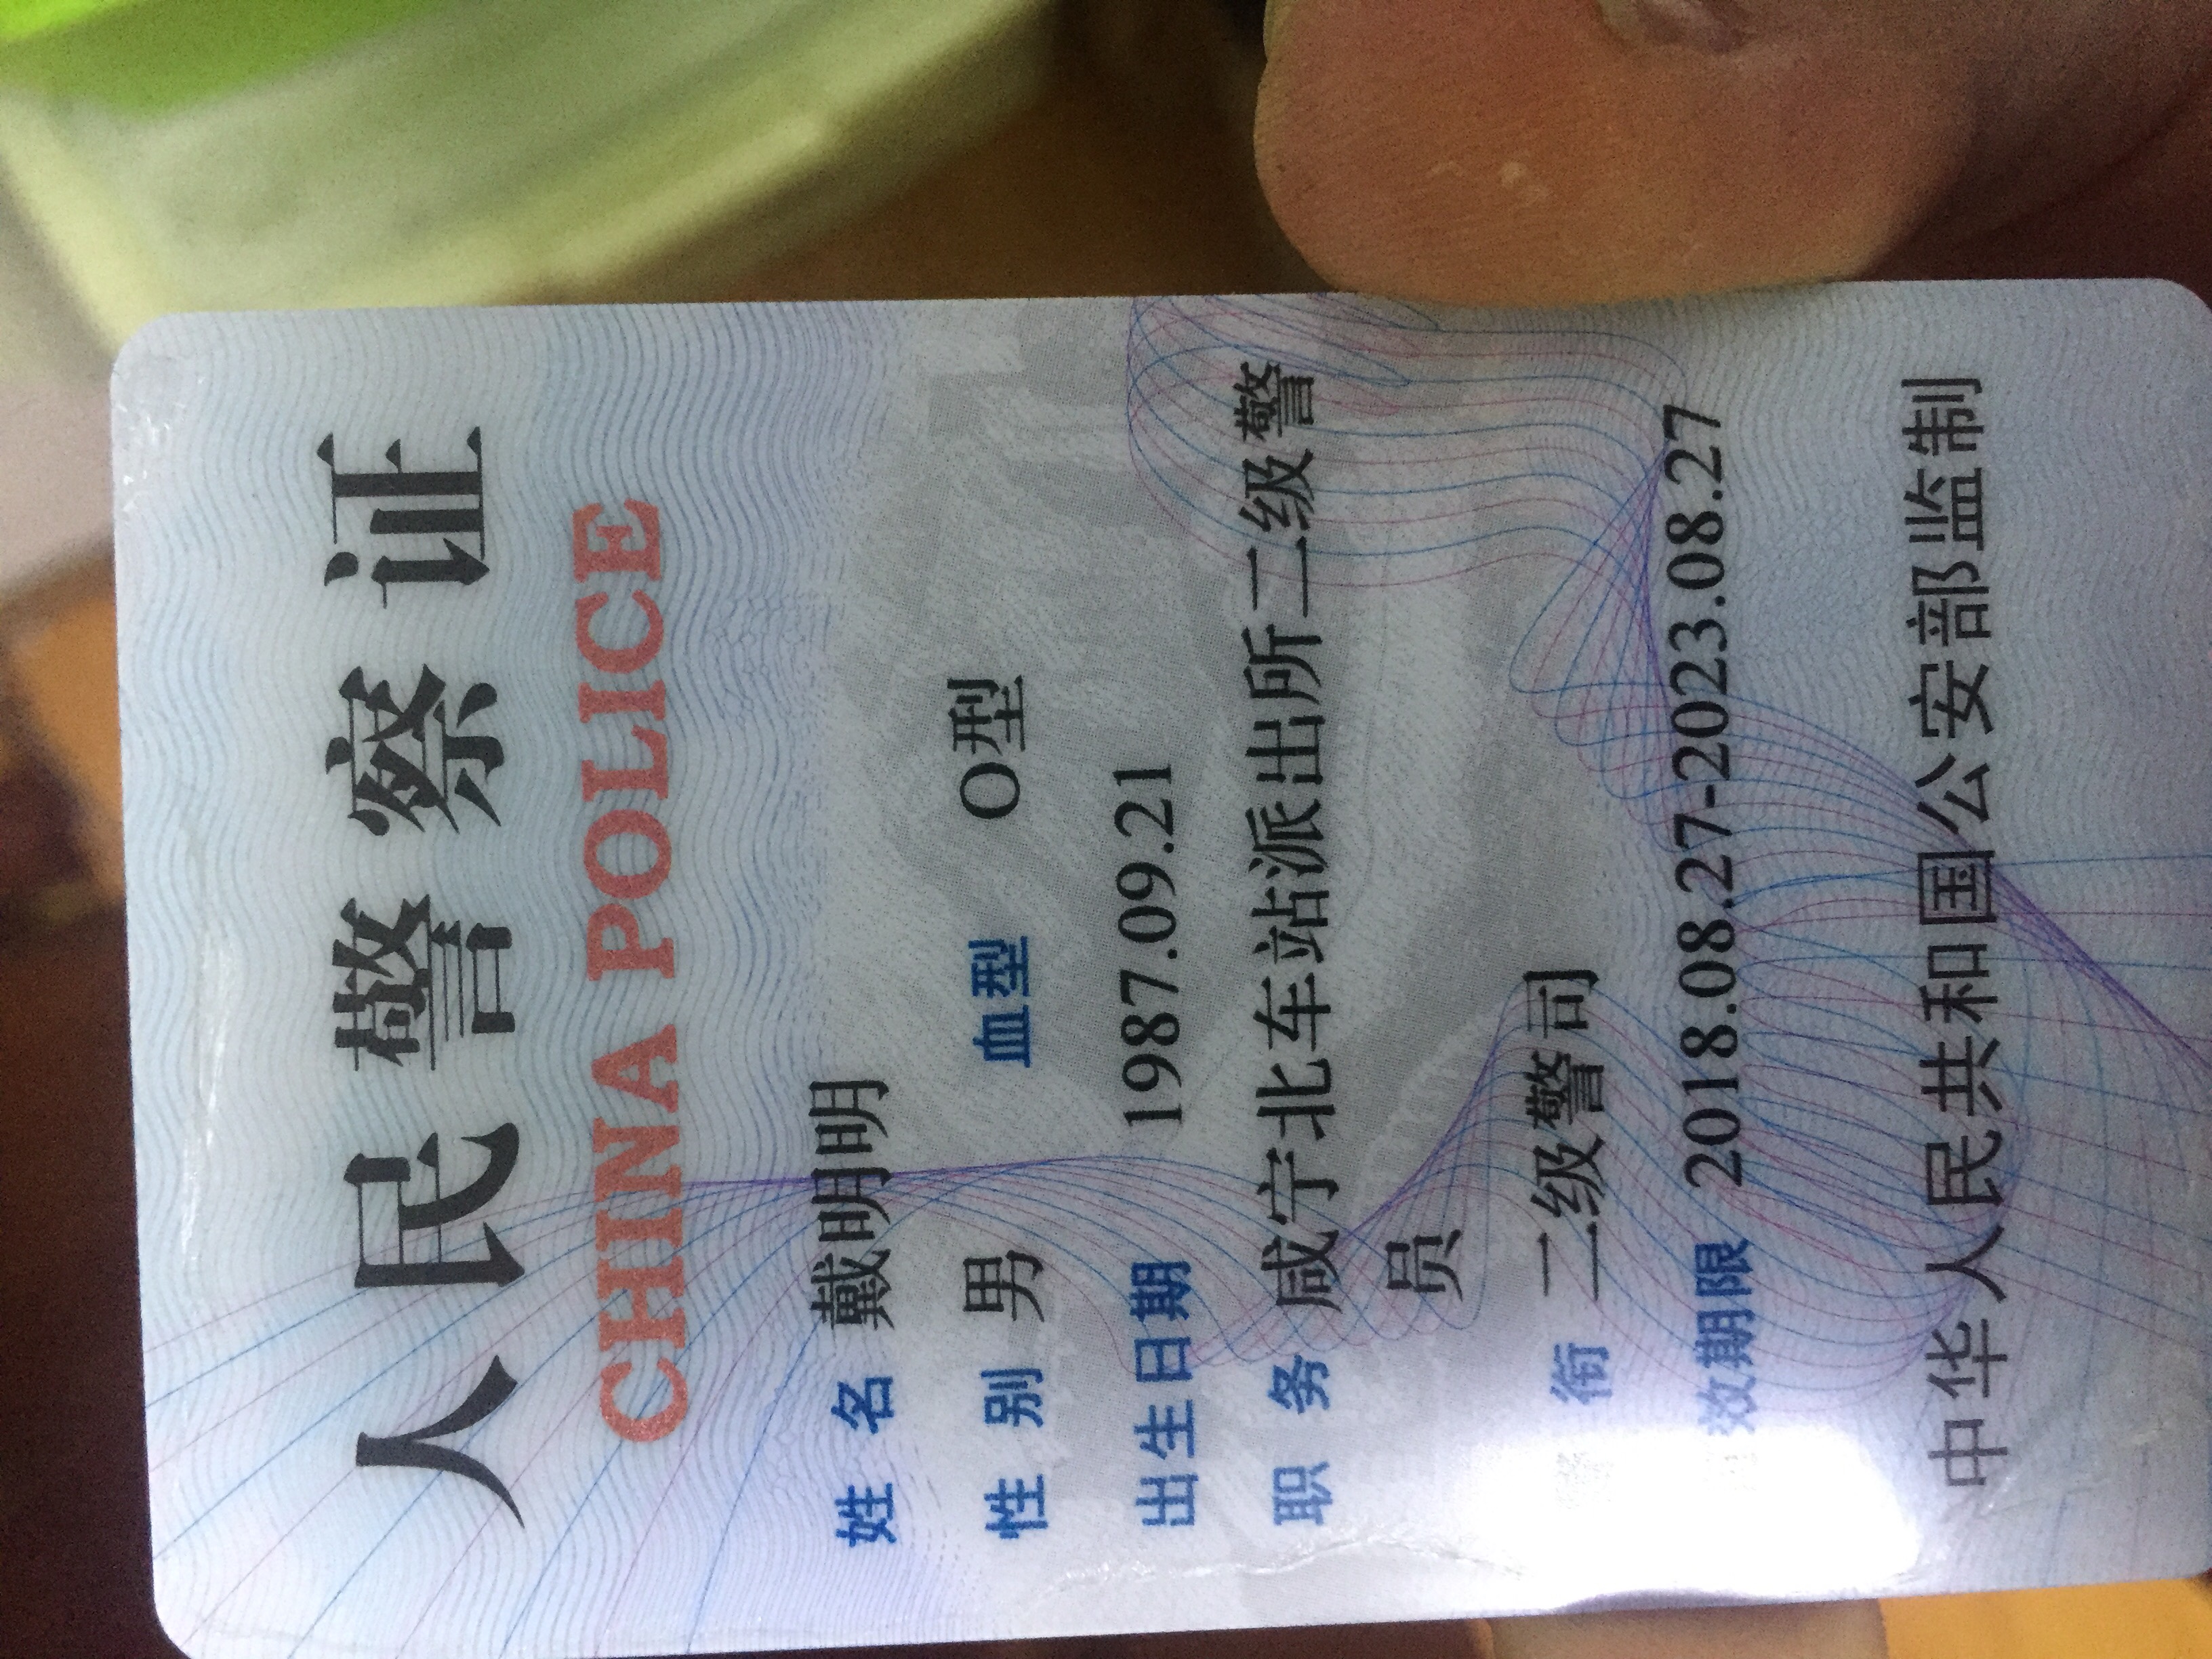 人民警察证
CHINA POLICE
姓 名 戴明明
性 别 男 血型 O型
出生日期 1987.09.21
职 务 咸宁北车站派出所二级警
员
衔 二级警司
效期限 2018.08.27-2023.08.27
中华人民共和国公安部监制